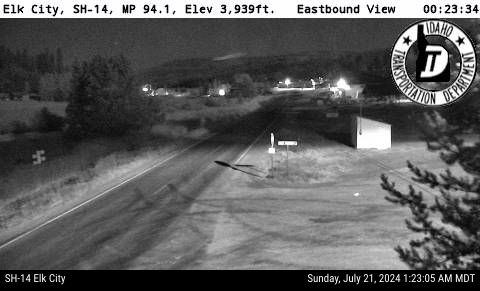 Elk City, SH-14, MP 94.1, Elev 3,939ft. Eastbound View 00:23:34
IDAHO
TRANSPORTATION DEPARTMENT
SH-14 Elk City Sunday, July 21, 2024 1:23:05 AM MDT